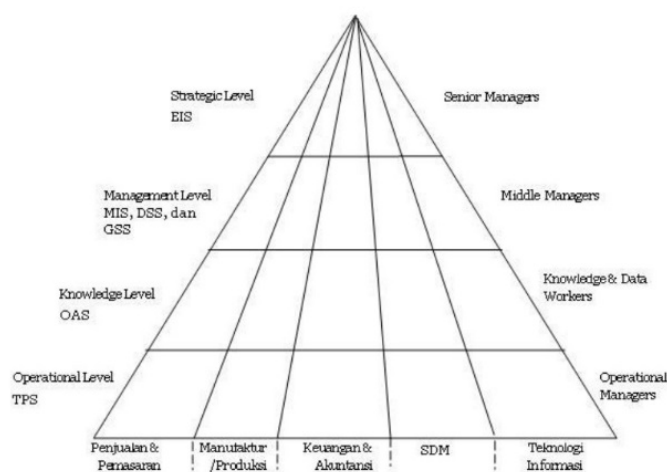 Strategic Level
EIS
Senior Managers
Management Level
MIS, DSS, dan
GSS
Middle Managers
Knowledge Level
OAS
Knowledge & Data
Workers
Operational Level
TPS
Operational
Managers
Penjualan &
Pemasaran
Manufaktur
/Produksi
Keuangan &
Akuntansi
SDM
Teknologi
Informasi